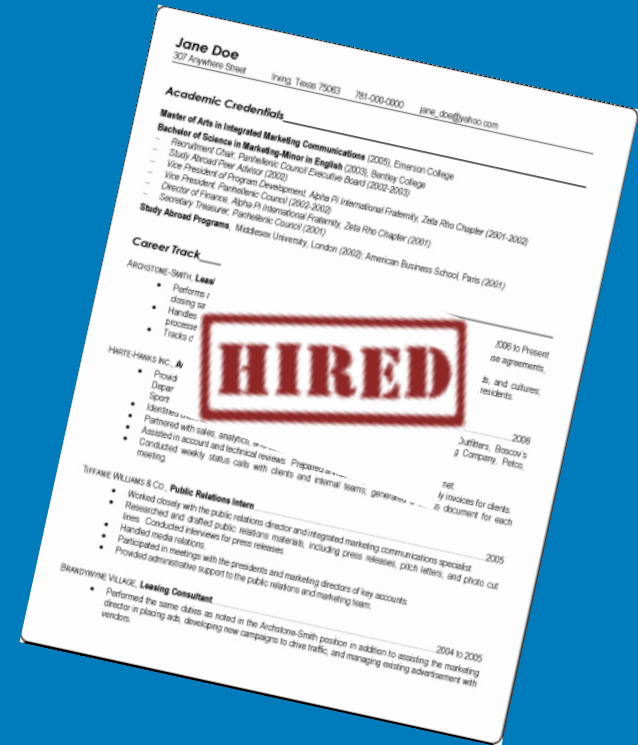 Jane Doe
307 Anywhere Street Irving, Texas 75063 781-000-0000 jane_doe@yahoo.com
Academic Credentials
Master of Arts in Integrated Marketing Communications (2005), Emerson College
Bachelor of Science in Marketing-Minor in English (2003), Bentley College
– Recruitment Chair, Panhellenic Council Executive Board (2002-2003)
– Study Abroad Peer Advisor (2002)
– Vice President of Program Development, Alpha Pi International Fraternity, Zeta Rho Chapter (2001-2002)
– Vice President, Panhellenic Council (2002-2002)
– Director of Finance, Alpha Pi International Fraternity, Zeta Rho Chapter (2001)
– Secretary Treasurer, Panhellenic Council (2001)
Study Abroad Programs, Middlesex University, London (2002); American Business School, Paris (2001)
Career Track
ARCHSTONE-SMITH, 2006 to Present
• Performs se agreements,
closing
• Handles and cultures;
residents.
• Tracks
HIRED
HARTE-HANKS INC., 2006
• Outfitters, Boscov's
g Company, Petco,
• Identified
• Partnered with sales, analytics,
• Assisted in account and technical reviews. Prepared ly invoices for clients.
• Conducted weekly status calls with clients and internal teams; generated s document for each
meeting.
TIFFANIE WILLIAMS & CO., Public Relations Intern 2005
• Worked closely with the public relations director and integrated marketing communications specialist.
• Researched and drafted public relations materials, including press releases, pitch letters, and photo cut
lines. Conducted interviews for press releases.
• Handled media relations.
• Participated in meetings with the presidents and marketing directors of key accounts.
• Provided administrative support to the public relations and marketing team.
BRANDYWYNE VILLAGE, Leasing Consultant 2004 to 2005
• Performed the same duties as noted in the Archstone-Smith position in addition to assisting the marketing
director in placing ads, developing new campaigns to drive traffic, and managing existing advertisement with
vendors.